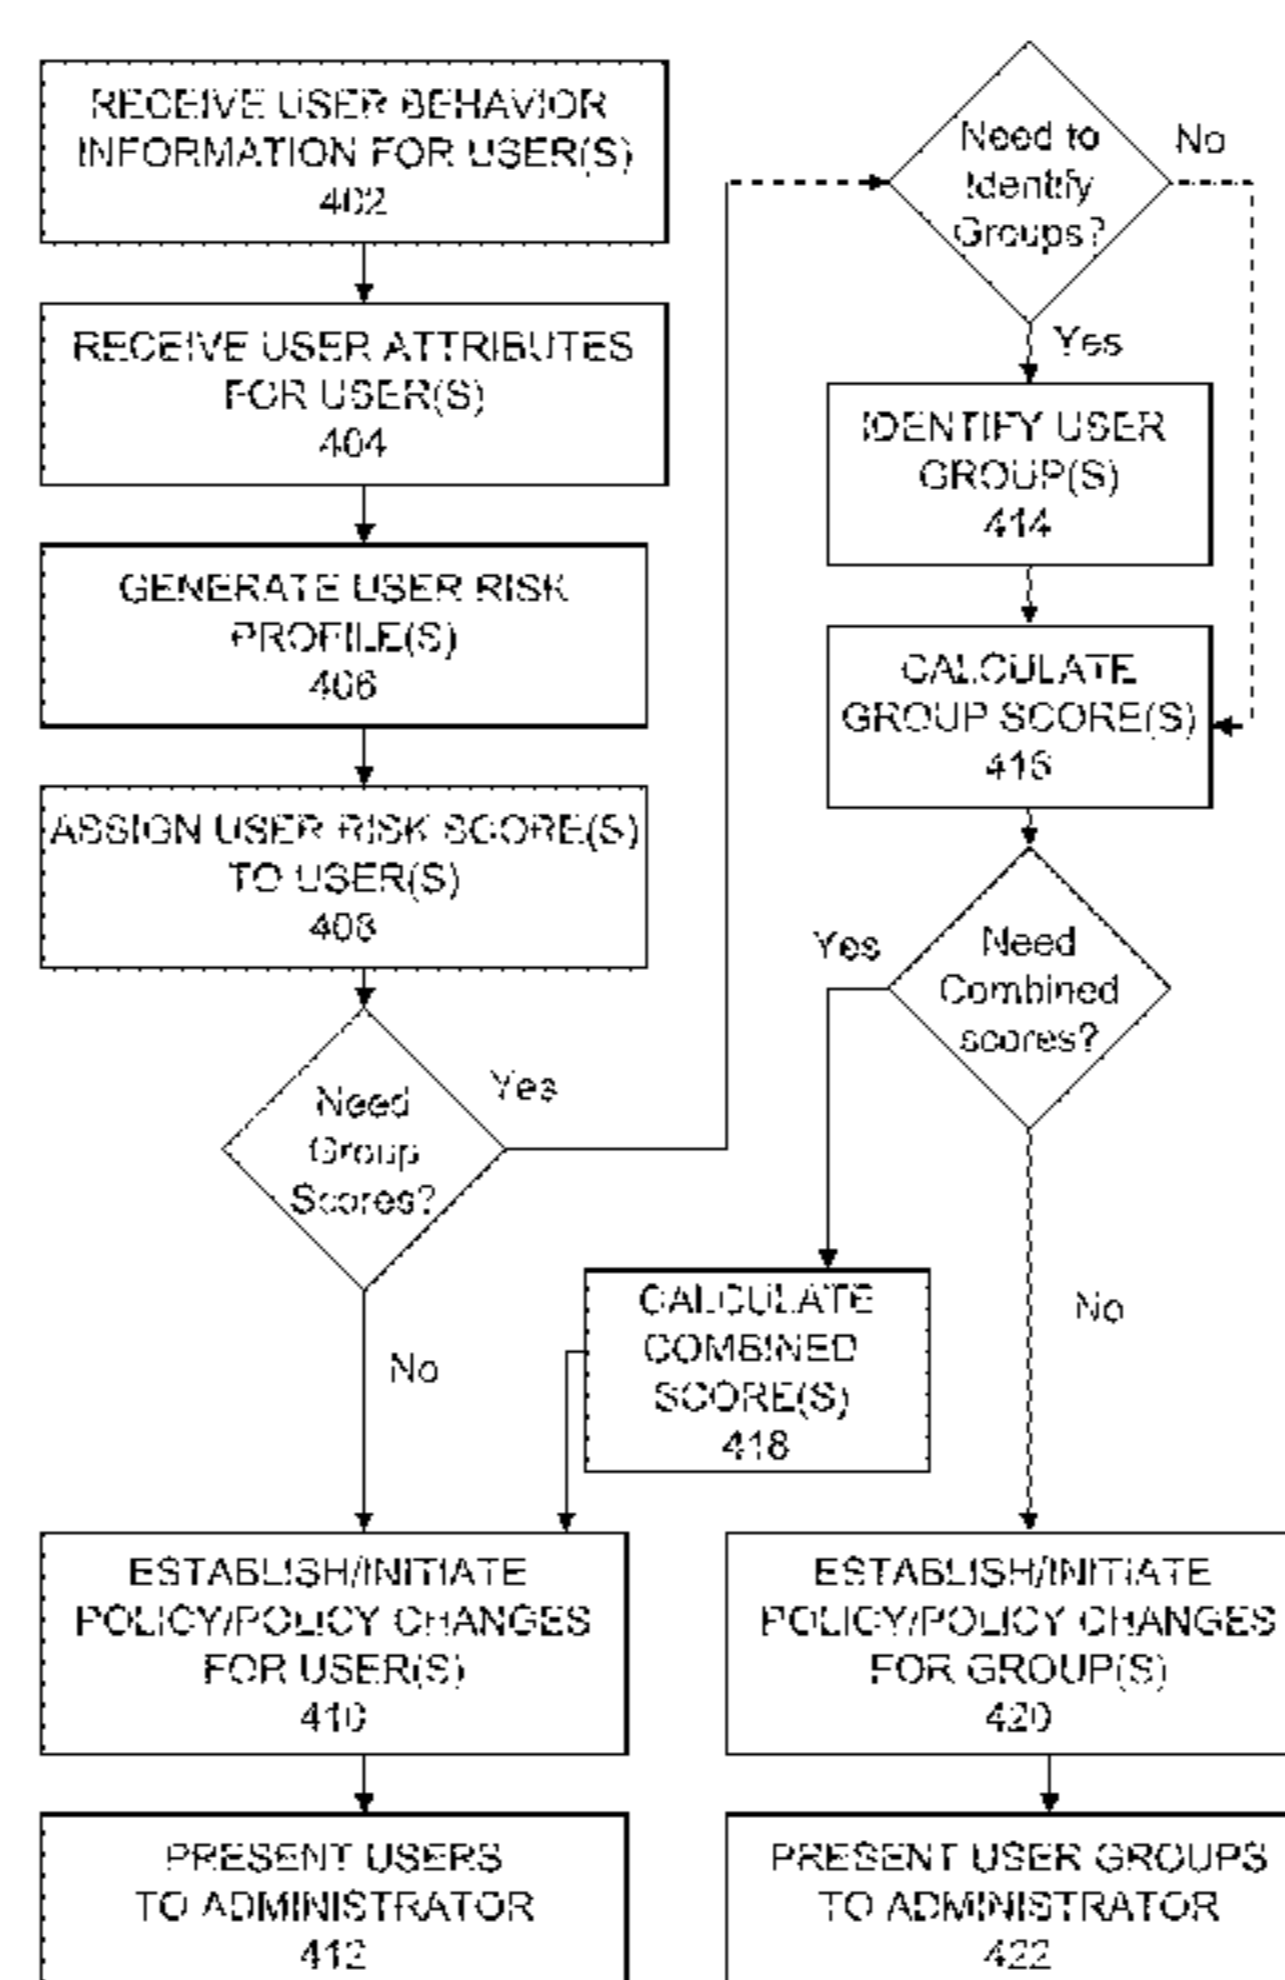 RECEIVE USER BEHAVIOR
INFORMATION FOR USER(S)
402
RECEIVE USER ATTRIBUTES
FOR USER(S)
404
GENERATE USER RISK
PROFILE(S)
406
ASSIGN USER RISK SCORE(S)
TO USER(S)
408
Need
Group
Scores?
Yes
No
Need to
Identify
Groups?
No
Yes
IDENTIFY USER
GROUP(S)
414
CALCULATE
GROUP SCORE(S)
416
Need
Combined
scores?
Yes
No
CALCULATE
COMBINED
SCORE(S)
418
ESTABLISH/INITIATE
POLICY/POLICY CHANGES
FOR USER(S)
410
PRESENT USERS
TO ADMINISTRATOR
412
ESTABLISH/INITIATE
POLICY/POLICY CHANGES
FOR GROUP(S)
420
PRESENT USER GROUPS
TO ADMINISTRATOR
422